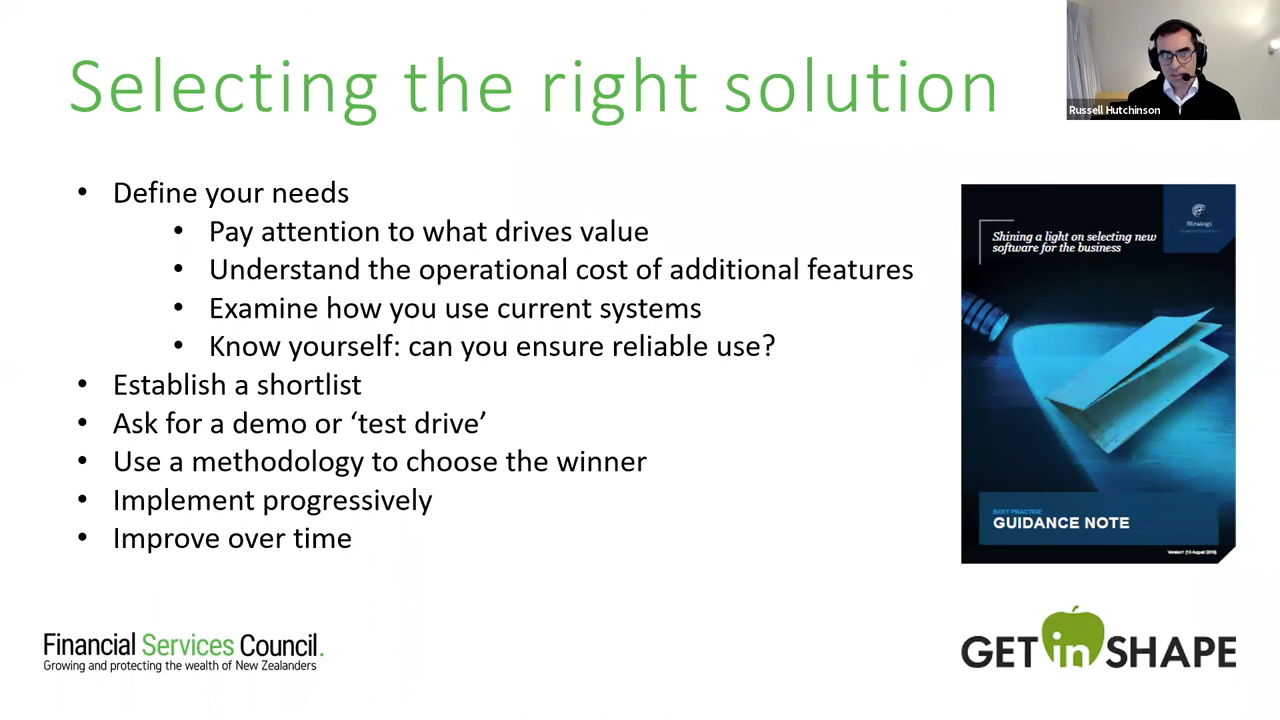 Selecting the right solution
Russell Hutchinson
• Define your needs
• Pay attention to what drives value
• Understand the operational cost of additional features
• Examine how you use current systems
• Know yourself: can you ensure reliable use?
• Establish a shortlist
• Ask for a demo or ‘test drive’
• Use a methodology to choose the winner
• Implement progressively
• Improve over time
Strategi
Shining a light on selecting new
software for the business
BEST PRACTICE
GUIDANCE NOTE
Financial Services Council.
Growing and protecting the wealth of New Zealanders
GET in SHAPE